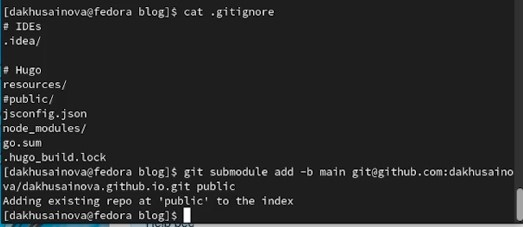 [dakhusainova@fedora blog]$ cat .gitignore
# IDEs
.idea/

# Hugo
resources/
#public/
jsconfig.json
node_modules/
go.sum
.hugo_build.lock
[dakhusainova@fedora blog]$ git submodule add -b main git@github.com:dakhusaino
va/dakhusainova.github.io.git public
Adding existing repo at 'public' to the index
[dakhusainova@fedora blog]$